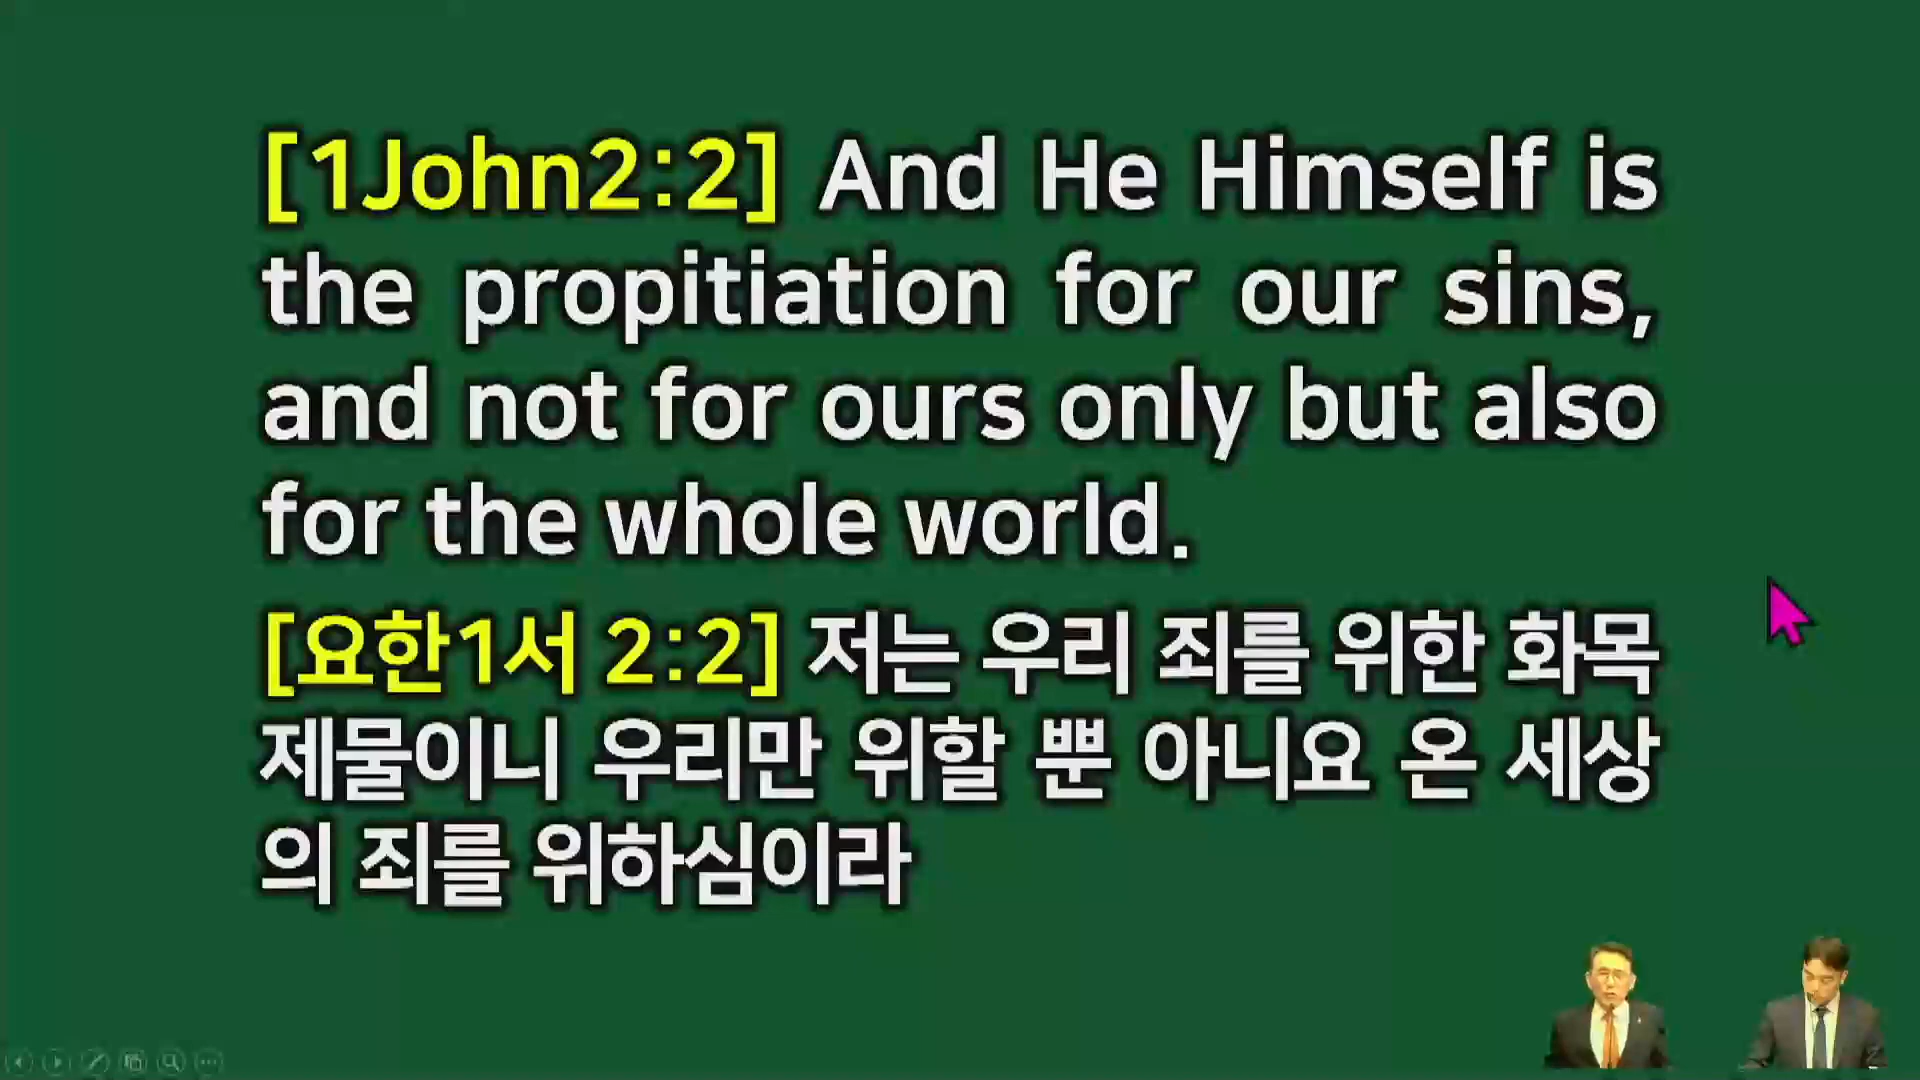 [1John2:2] And He Himself is
the propitiation for our sins,
and not for ours only but also
for the whole world.
[요한1서 2:2] 저는 우리 죄를 위한 화목
제물이니 우리만 위할 뿐 아니요 온 세상
의 죄를 위하심이라